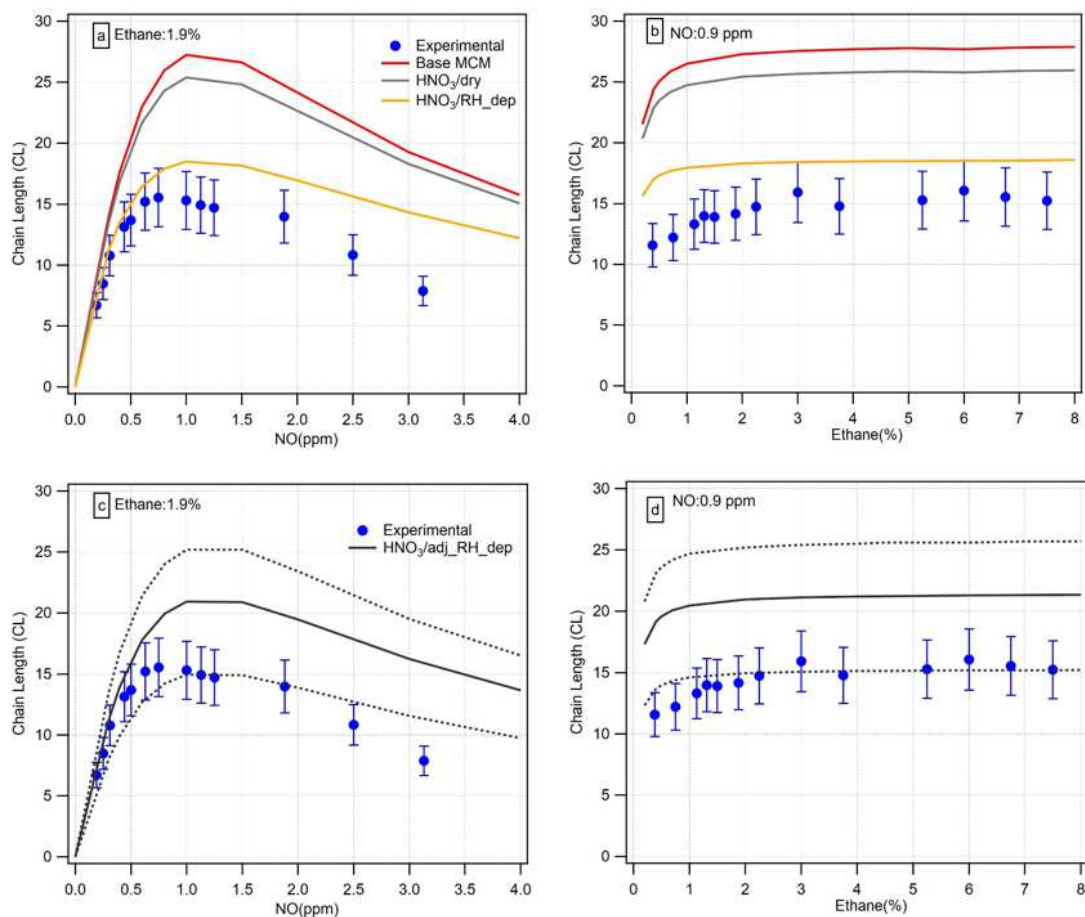 30
25
20
15
10
5
0
Chain Length (CL)
a Ethane:1.9%
Experimental
Base MCM
HNO3/dry
HNO3/RH_dep
0.0 0.5 1.0 1.5 2.0 2.5 3.0 3.5 4.0
NO(ppm)
30
25
20
15
10
5
0
Chain Length (CL)
b NO:0.9 ppm
0 1 2 3 4 5 6 7 8
Ethane(%)
30
25
20
15
10
5
0
Chain Length (CL)
c Ethane:1.9%
Experimental
HNO3/adj_RH_dep
0.0 0.5 1.0 1.5 2.0 2.5 3.0 3.5 4.0
NO(ppm)
30
25
20
15
10
5
0
Chain Length (CL)
d NO:0.9 ppm
0 1 2 3 4 5 6 7 8
Ethane(%)